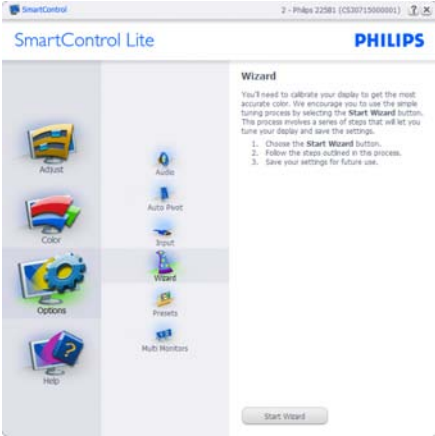 SmartControl
2 - Philips 225B1 (CS30715000001)
SmartControl Lite
PHILIPS
Adjust
Color
Options
Help
Audio
Auto Pivot
Input
Wizard
Presets
Multi Monitors
Wizard
You'll need to calibrate your display to get the most
accurate color. We encourage you to use the simple
tuning process by selecting the Start Wizard button.
This process involves a series of steps that will let you
tune your display and save the settings.
1. Choose the Start Wizard button.
2. Follow the steps outlined in this process.
3. Save your settings for future use.
Start Wizard